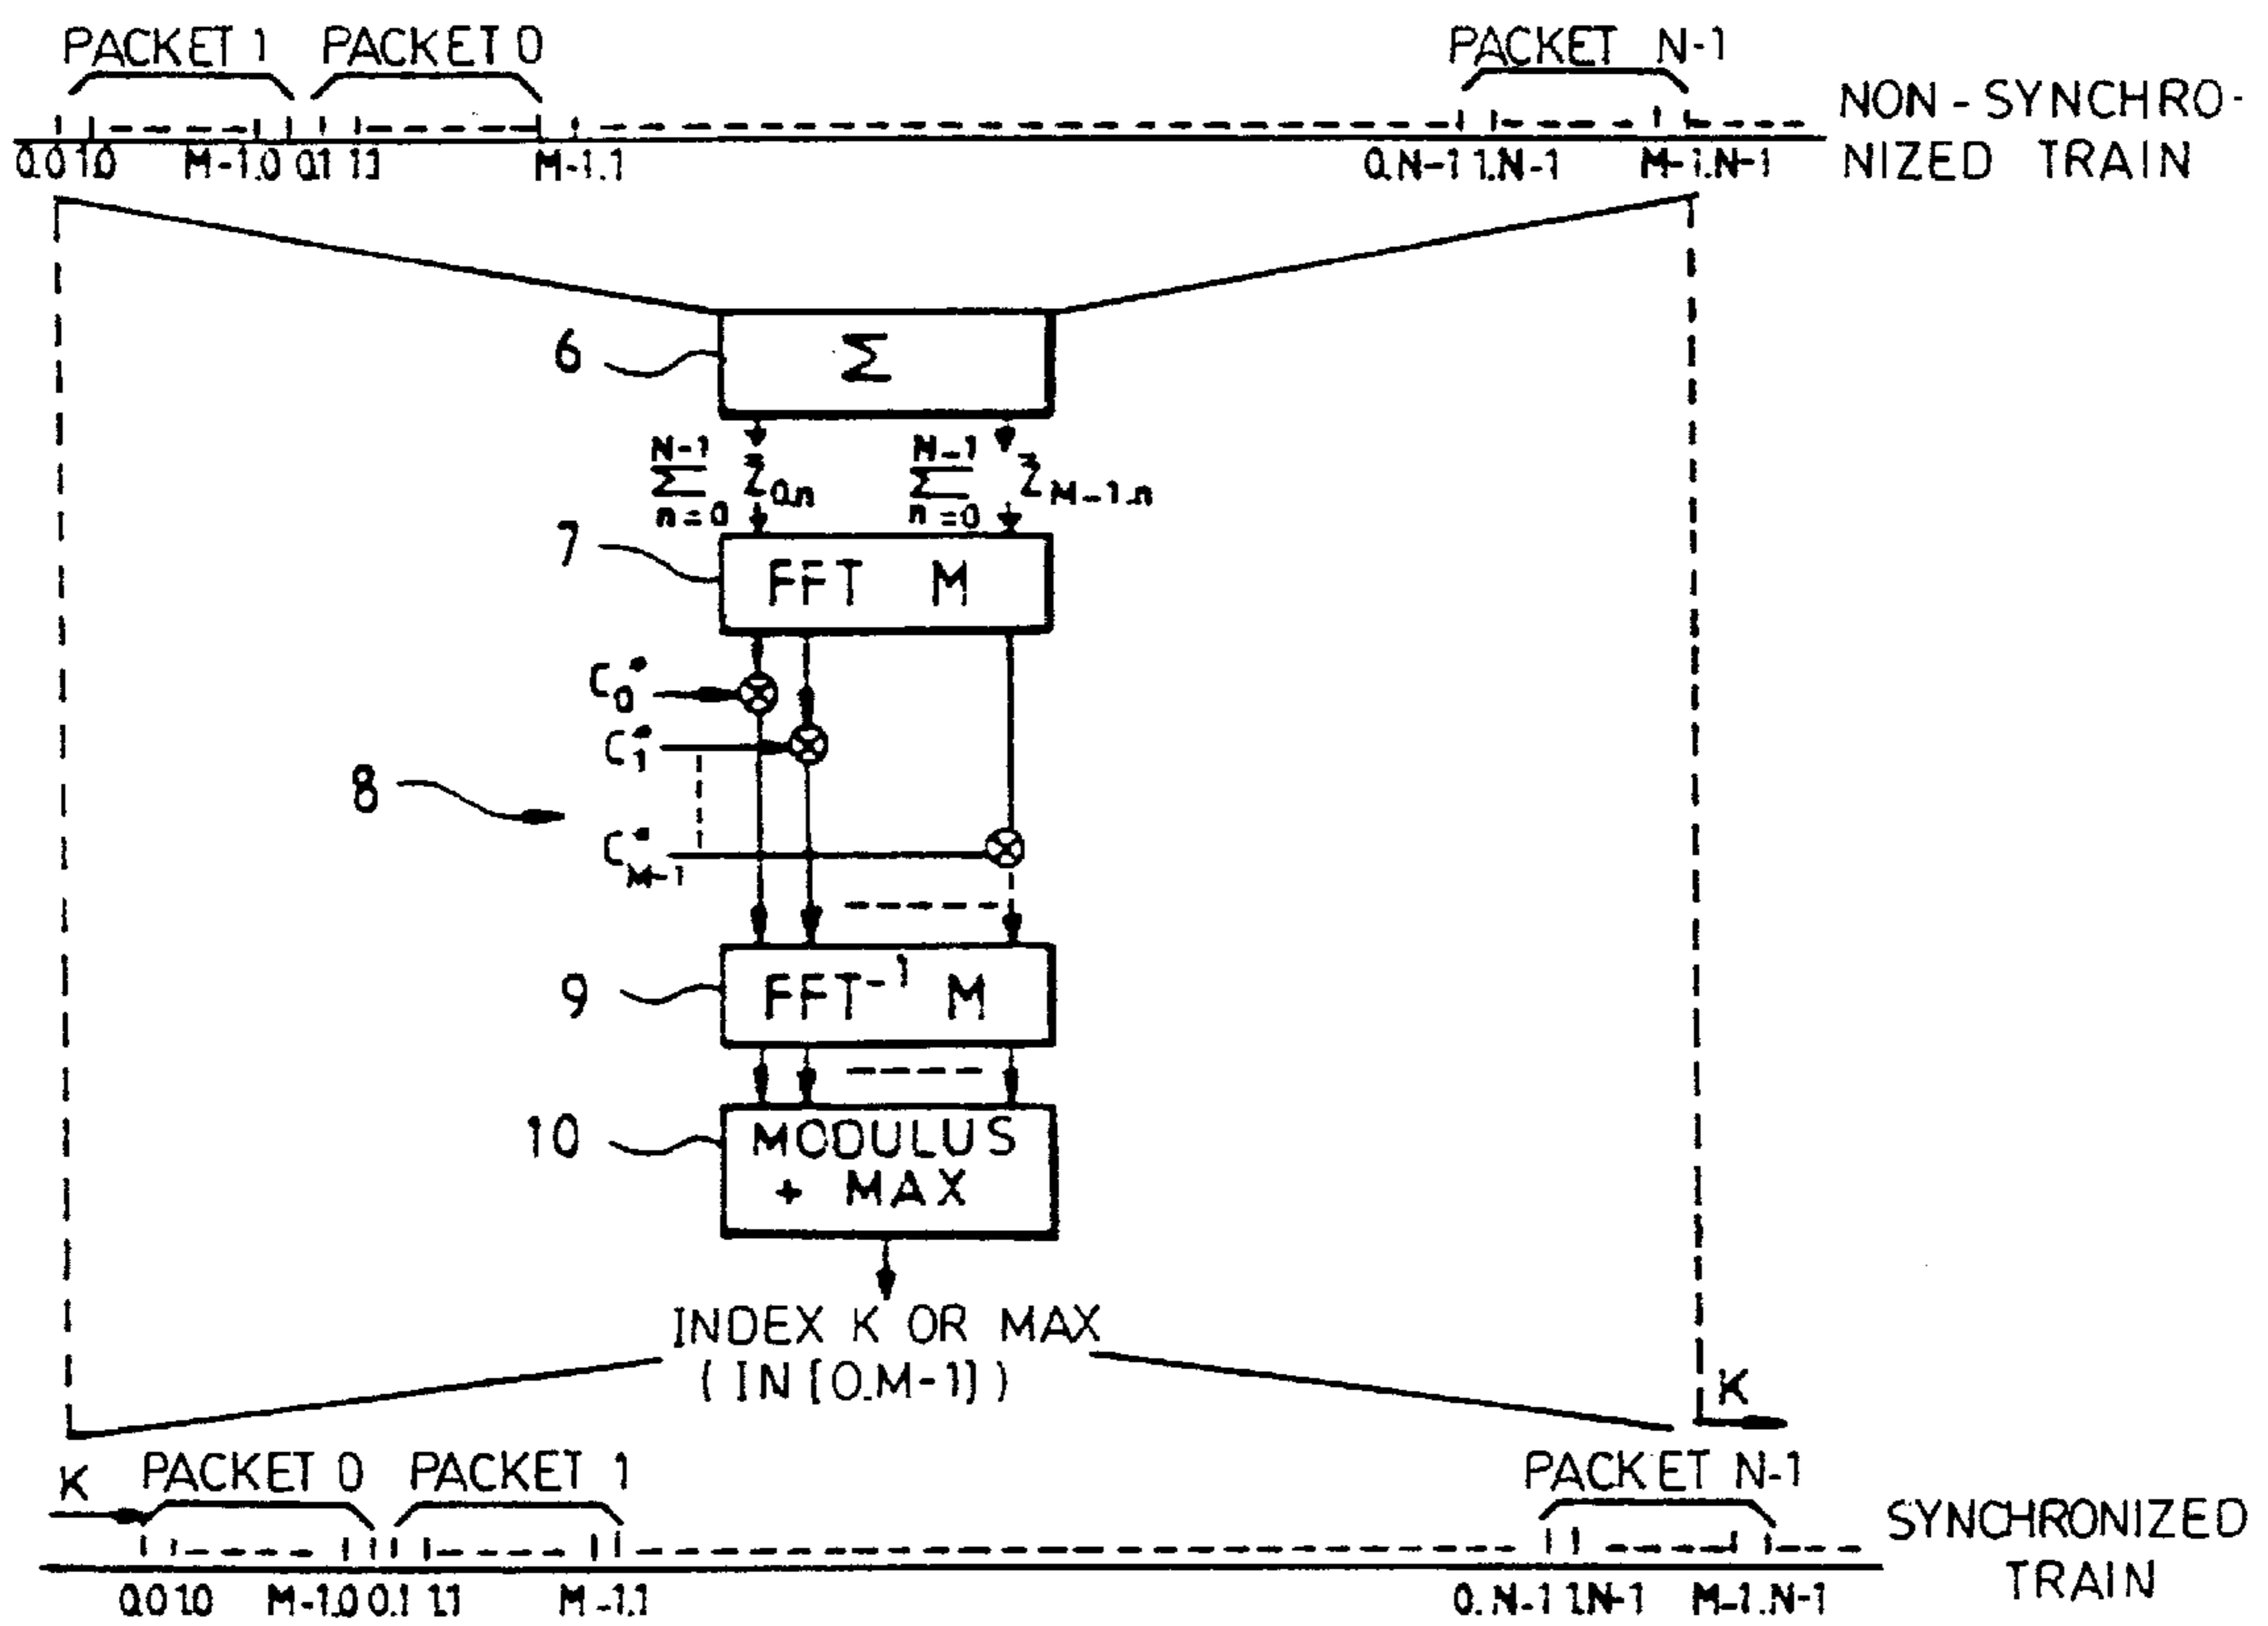 PACKET 1 PACKET 0 PACKET N-1
NON-SYNCHRO-
NIZED TRAIN
0.0 1.0 M-1.0 0.1 1.1 M-1.1 0.N-1 1.N-1 M-1.N-1
6 Σ
N-1 N-1
Σ Z0.n Σ ZM-1.n
n=0 n=0
7 FFT M
C0*
C1*
8
C*M-1
9 FFT-1 M
10 MODULUS
+ MAX
INDEX K OR MAX
(IN [0.M-1])
K
K PACKET 0 PACKET 1 PACKET N-1
SYNCHRONIZED
TRAIN
0.0 1.0 M-1.0 0.1 1.1 M-1.1 0.N-1 1.N-1 M-1.N-1